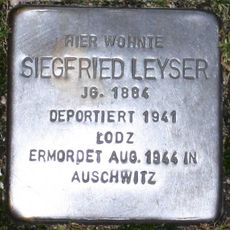 HIER WOHNTE
SIEGFRIED LEYSER
JG. 1884
DEPORTIERT 1941
ŁODZ
ERMORDET AUG. 1944 IN
AUSCHWITZ